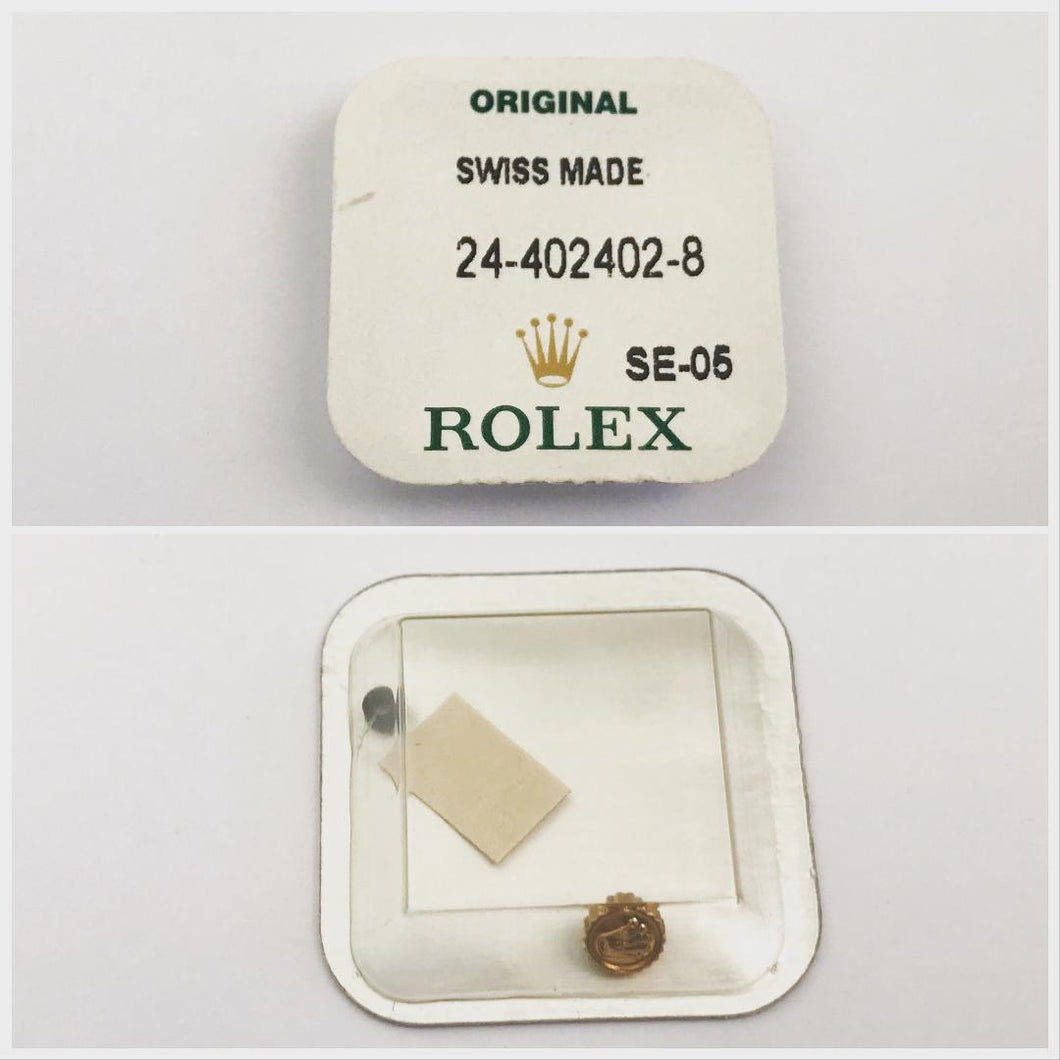 ORIGINAL
SWISS MADE
24-402402-8
SE-05
ROLEX